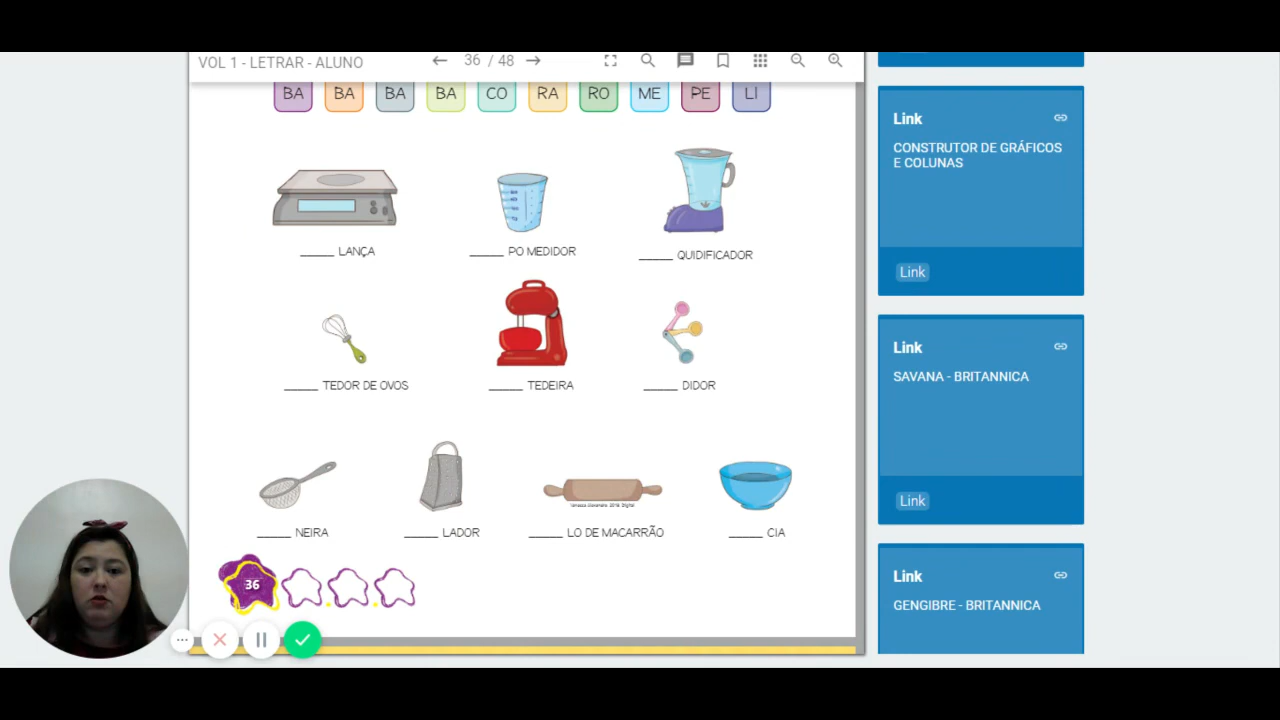 VOL 1 - LETRAR - ALUNO
36 / 48
BA BA BA BA CO RA RO ME PE LI
_____ LANÇA
_____ PO MEDIDOR
_____ QUIDIFICADOR
_____ TEDOR DE OVOS
_____ TEDEIRA
_____ DIDOR
_____ NEIRA
_____ LADOR
_____ LO DE MACARRÃO
_____ CIA
36
Link
CONSTRUTOR DE GRÁFICOS
E COLUNAS
Link
Link
SAVANA - BRITANNICA
Link
Link
GENGIBRE - BRITANNICA